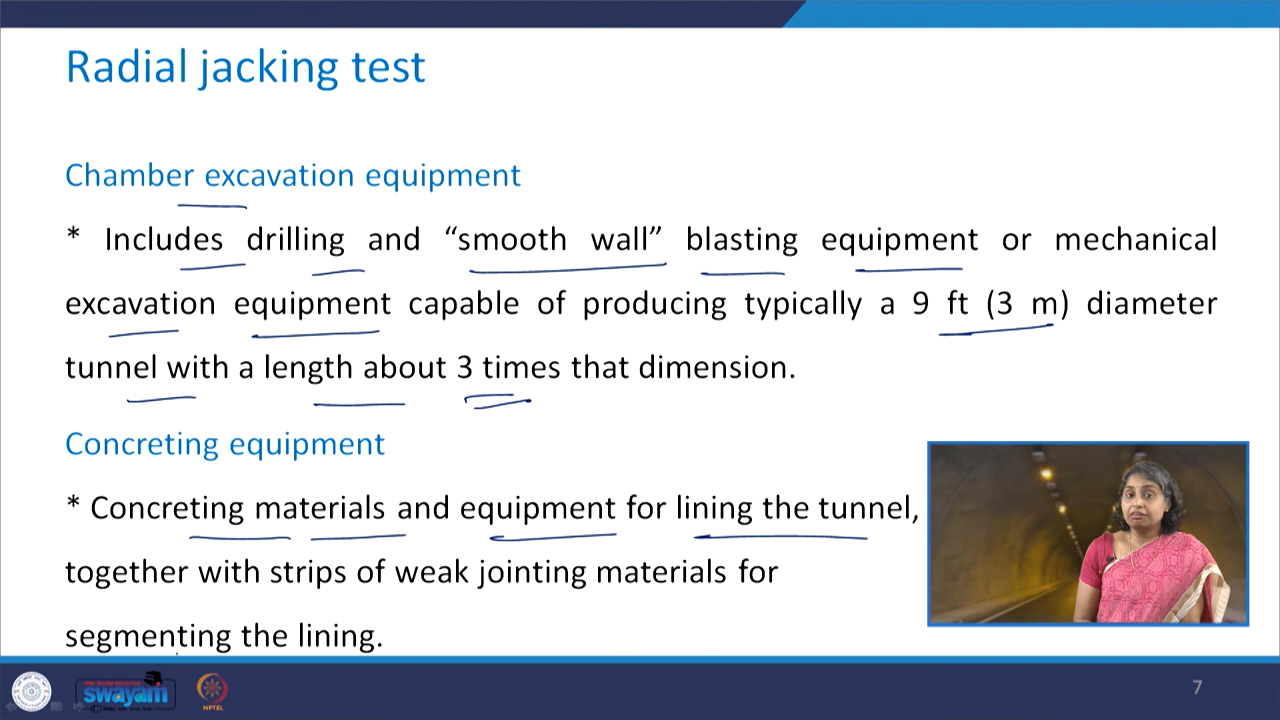 Radial jacking test
Chamber excavation equipment
* Includes drilling and “smooth wall” blasting equipment or mechanical
excavation equipment capable of producing typically a 9 ft (3 m) diameter
tunnel with a length about 3 times that dimension.
Concreting equipment
* Concreting materials and equipment for lining the tunnel,
together with strips of weak jointing materials for
segmenting the lining.
swayam
NPTEL
7